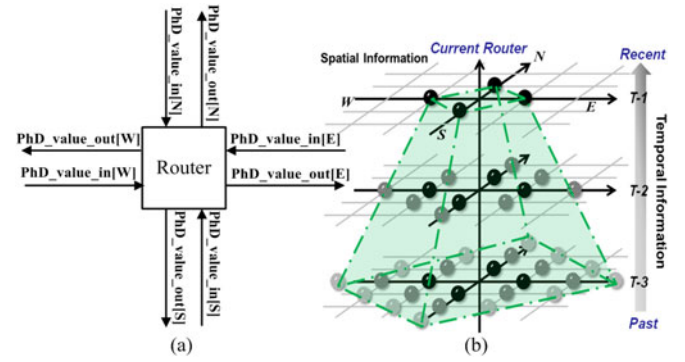 (a)
PhD_value_in[N]
PhD_value_out[N]
PhD_value_out[W]
PhD_value_in[W]
Router
PhD_value_in[E]
PhD_value_out[E]
PhD_value_out[S]
PhD_value_in[S]
(a)
(b)
Spatial Information
Current Router
N
W
E
S
Recent
T-1
T-2
T-3
Temporal Information
Past
(b)